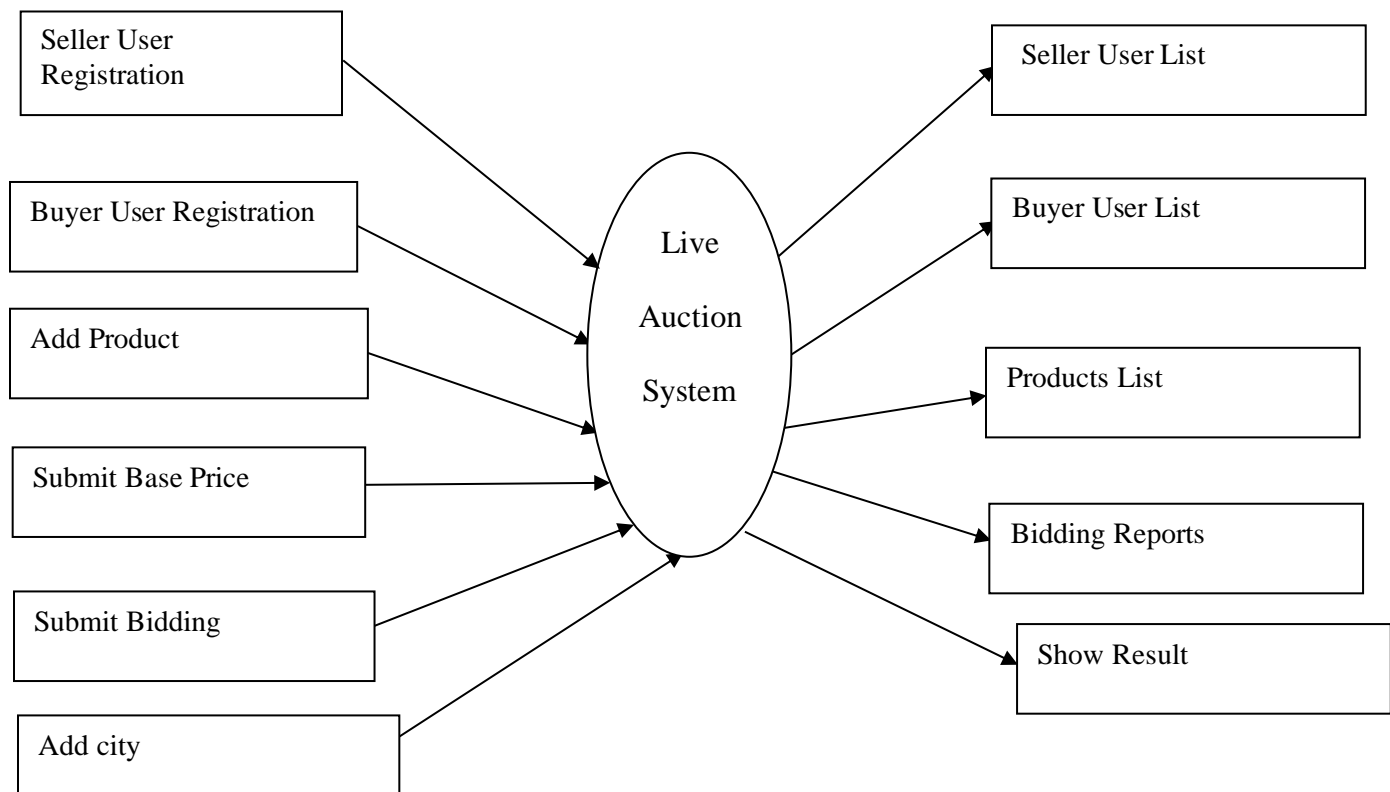 Seller User
Registration
Buyer User Registration
Add Product
Submit Base Price
Submit Bidding
Add city
Live
Auction
System
Seller User List
Buyer User List
Products List
Bidding Reports
Show Result